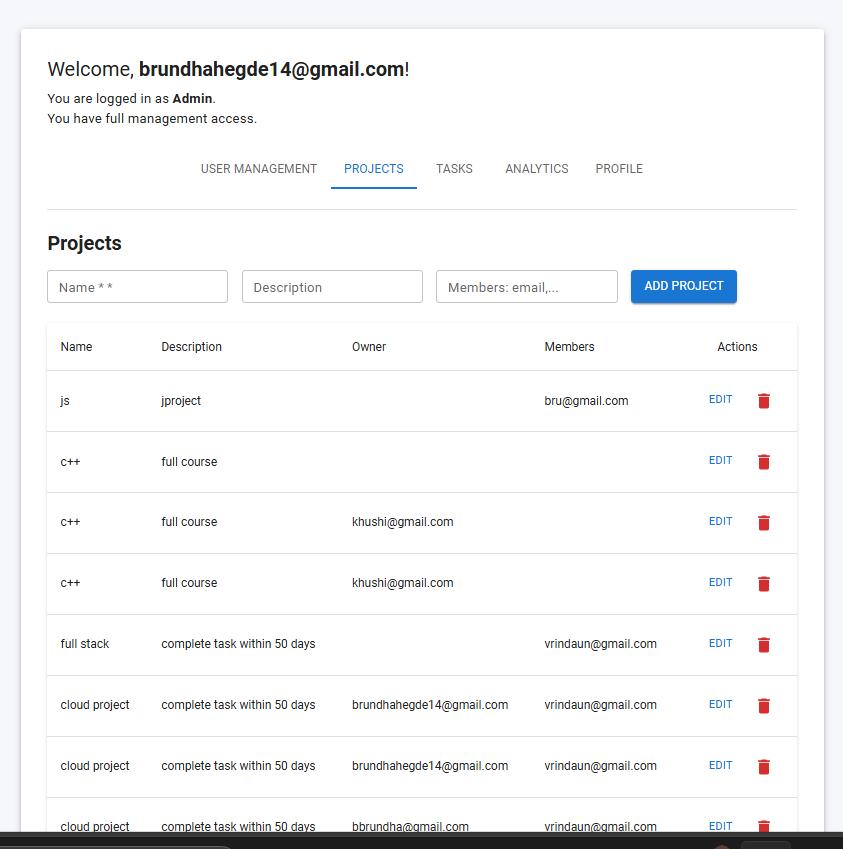 Welcome, brundhahegde14@gmail.com!
You are logged in as Admin.
You have full management access.
USER MANAGEMENT PROJECTS TASKS ANALYTICS PROFILE
Projects
Name * * Description Members: email,... ADD PROJECT
Name Description Owner Members Actions
js jproject bru@gmail.com EDIT
c++ full course EDIT
c++ full course khushi@gmail.com EDIT
c++ full course khushi@gmail.com EDIT
full stack complete task within 50 days vrindaun@gmail.com EDIT
cloud project complete task within 50 days brundhahegde14@gmail.com vrindaun@gmail.com EDIT
cloud project complete task within 50 days brundhahegde14@gmail.com vrindaun@gmail.com EDIT
cloud project complete task within 50 days bbrundha@gmail.com vrindaun@gmail.com EDIT